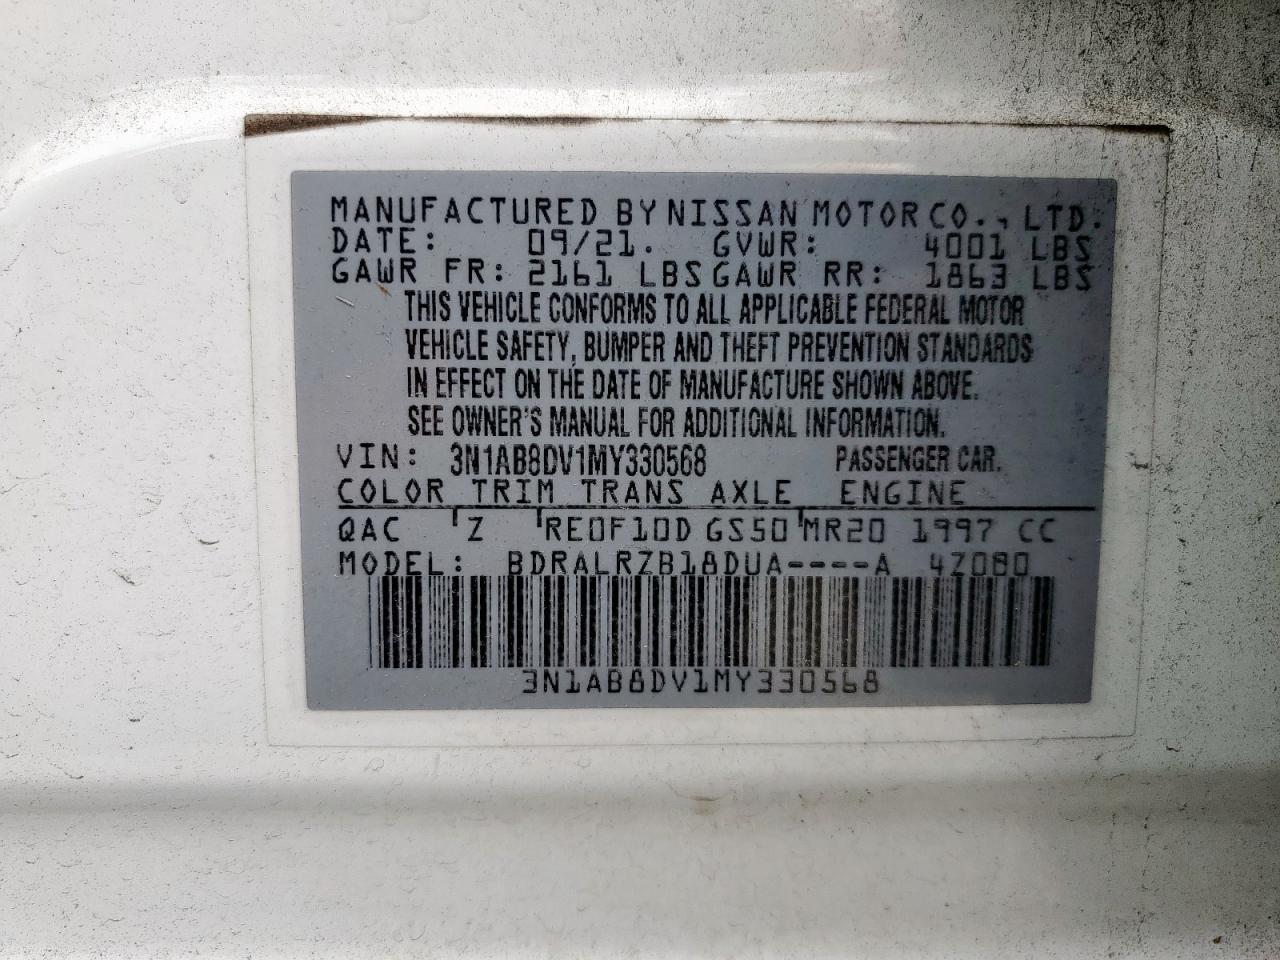 MANUFACTURED BY NISSAN MOTOR CO., LTD.
DATE: 09/21. GVWR: 4001 LBS
GAWR FR: 2161 LBS GAWR RR: 1863 LBS
THIS VEHICLE CONFORMS TO ALL APPLICABLE FEDERAL MOTOR
VEHICLE SAFETY, BUMPER AND THEFT PREVENTION STANDARDS
IN EFFECT ON THE DATE OF MANUFACTURE SHOWN ABOVE.
SEE OWNER'S MANUAL FOR ADDITIONAL INFORMATION.
VIN: 3N1AB8DV1MY330568 PASSENGER CAR.
COLOR TRIM TRANS AXLE ENGINE
QAC Z RE0F10D GS50 MR20 1997 CC
MODEL: BDRALRZB18DUA----A 4Z080
3N1AB8DV1MY330568